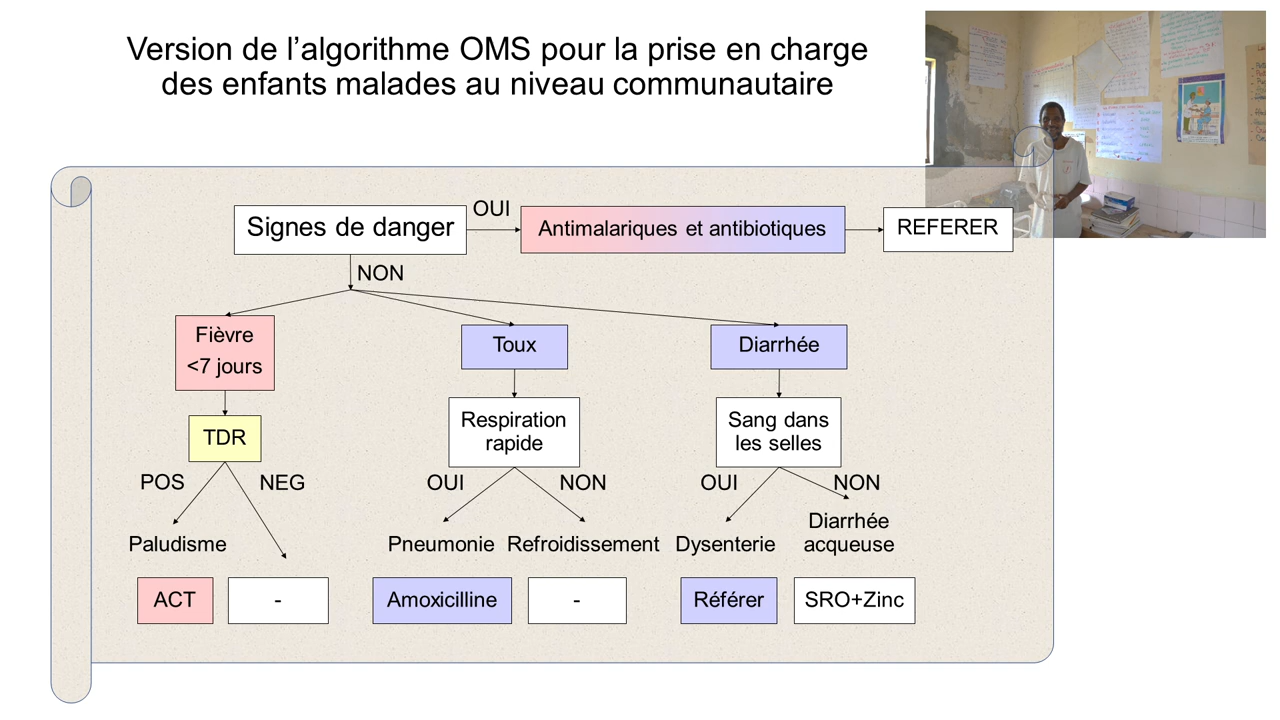 Version de l’algorithme OMS pour la prise en charge
des enfants malades au niveau communautaire
Signes de danger
OUI
Antimalariques et antibiotiques
REFERER
NON
Fièvre
<7 jours
Toux
Diarrhée
TDR
Respiration
rapide
Sang dans
les selles
POS
NEG
OUI
NON
OUI
NON
Paludisme
Pneumonie
Refroidissement
Dysenterie
Diarrhée
acqueuse
ACT
-
Amoxicilline
-
Référer
SRO+Zinc